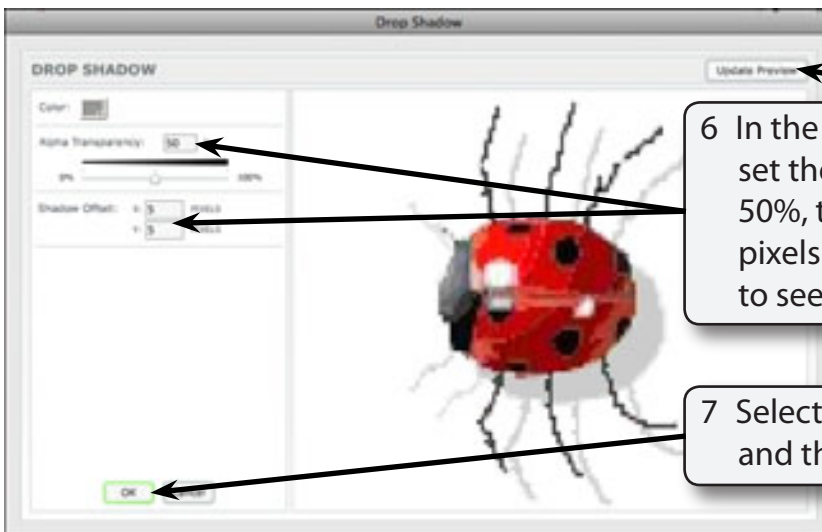 Drop Shadow
DROP SHADOW
Update Preview
Color:
Alpha Transparency: 50
0% 100%
Shadow Offset: X: 5 PIXELS
Y: 5
6 In the
set the
50%, t
pixels
to see
7 Select
and th
OK